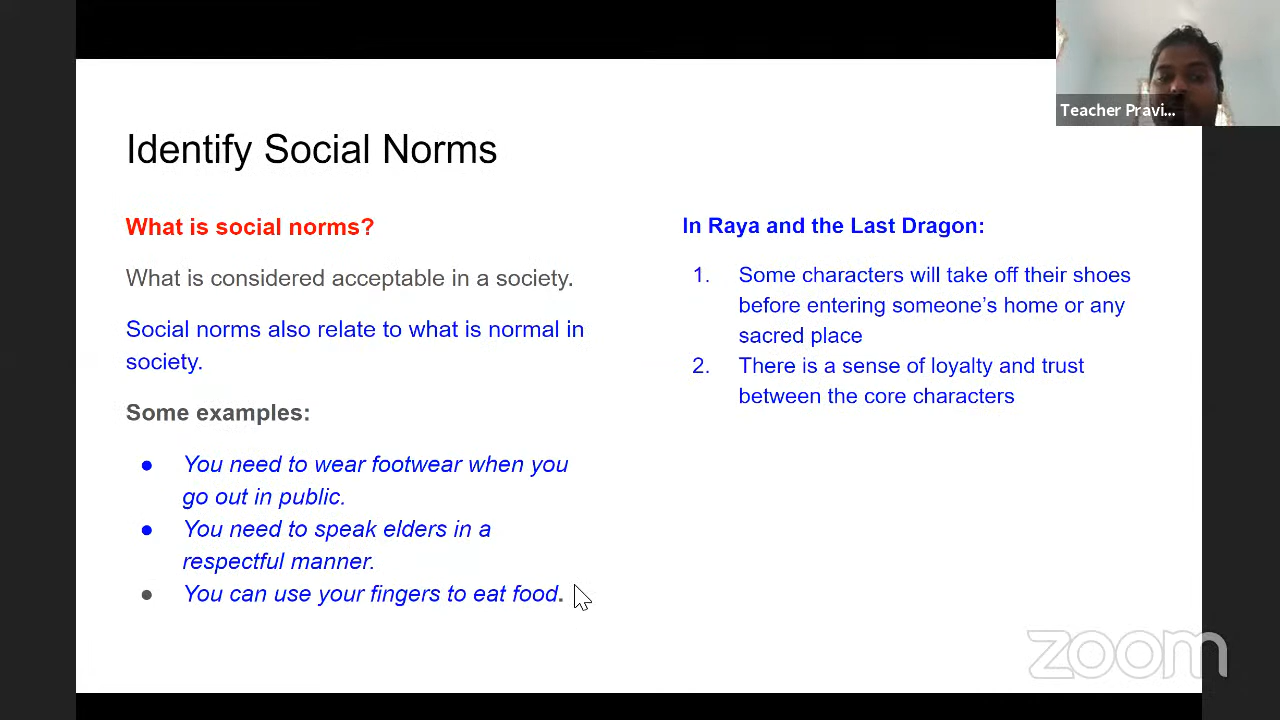 Teacher Pravi...
Identify Social Norms
What is social norms?
What is considered acceptable in a society.
Social norms also relate to what is normal in
society.
Some examples:
● You need to wear footwear when you
go out in public.
● You need to speak elders in a
respectful manner.
● You can use your fingers to eat food.
In Raya and the Last Dragon:
1. Some characters will take off their shoes
before entering someone's home or any
sacred place
2. There is a sense of loyalty and trust
between the core characters
zoom